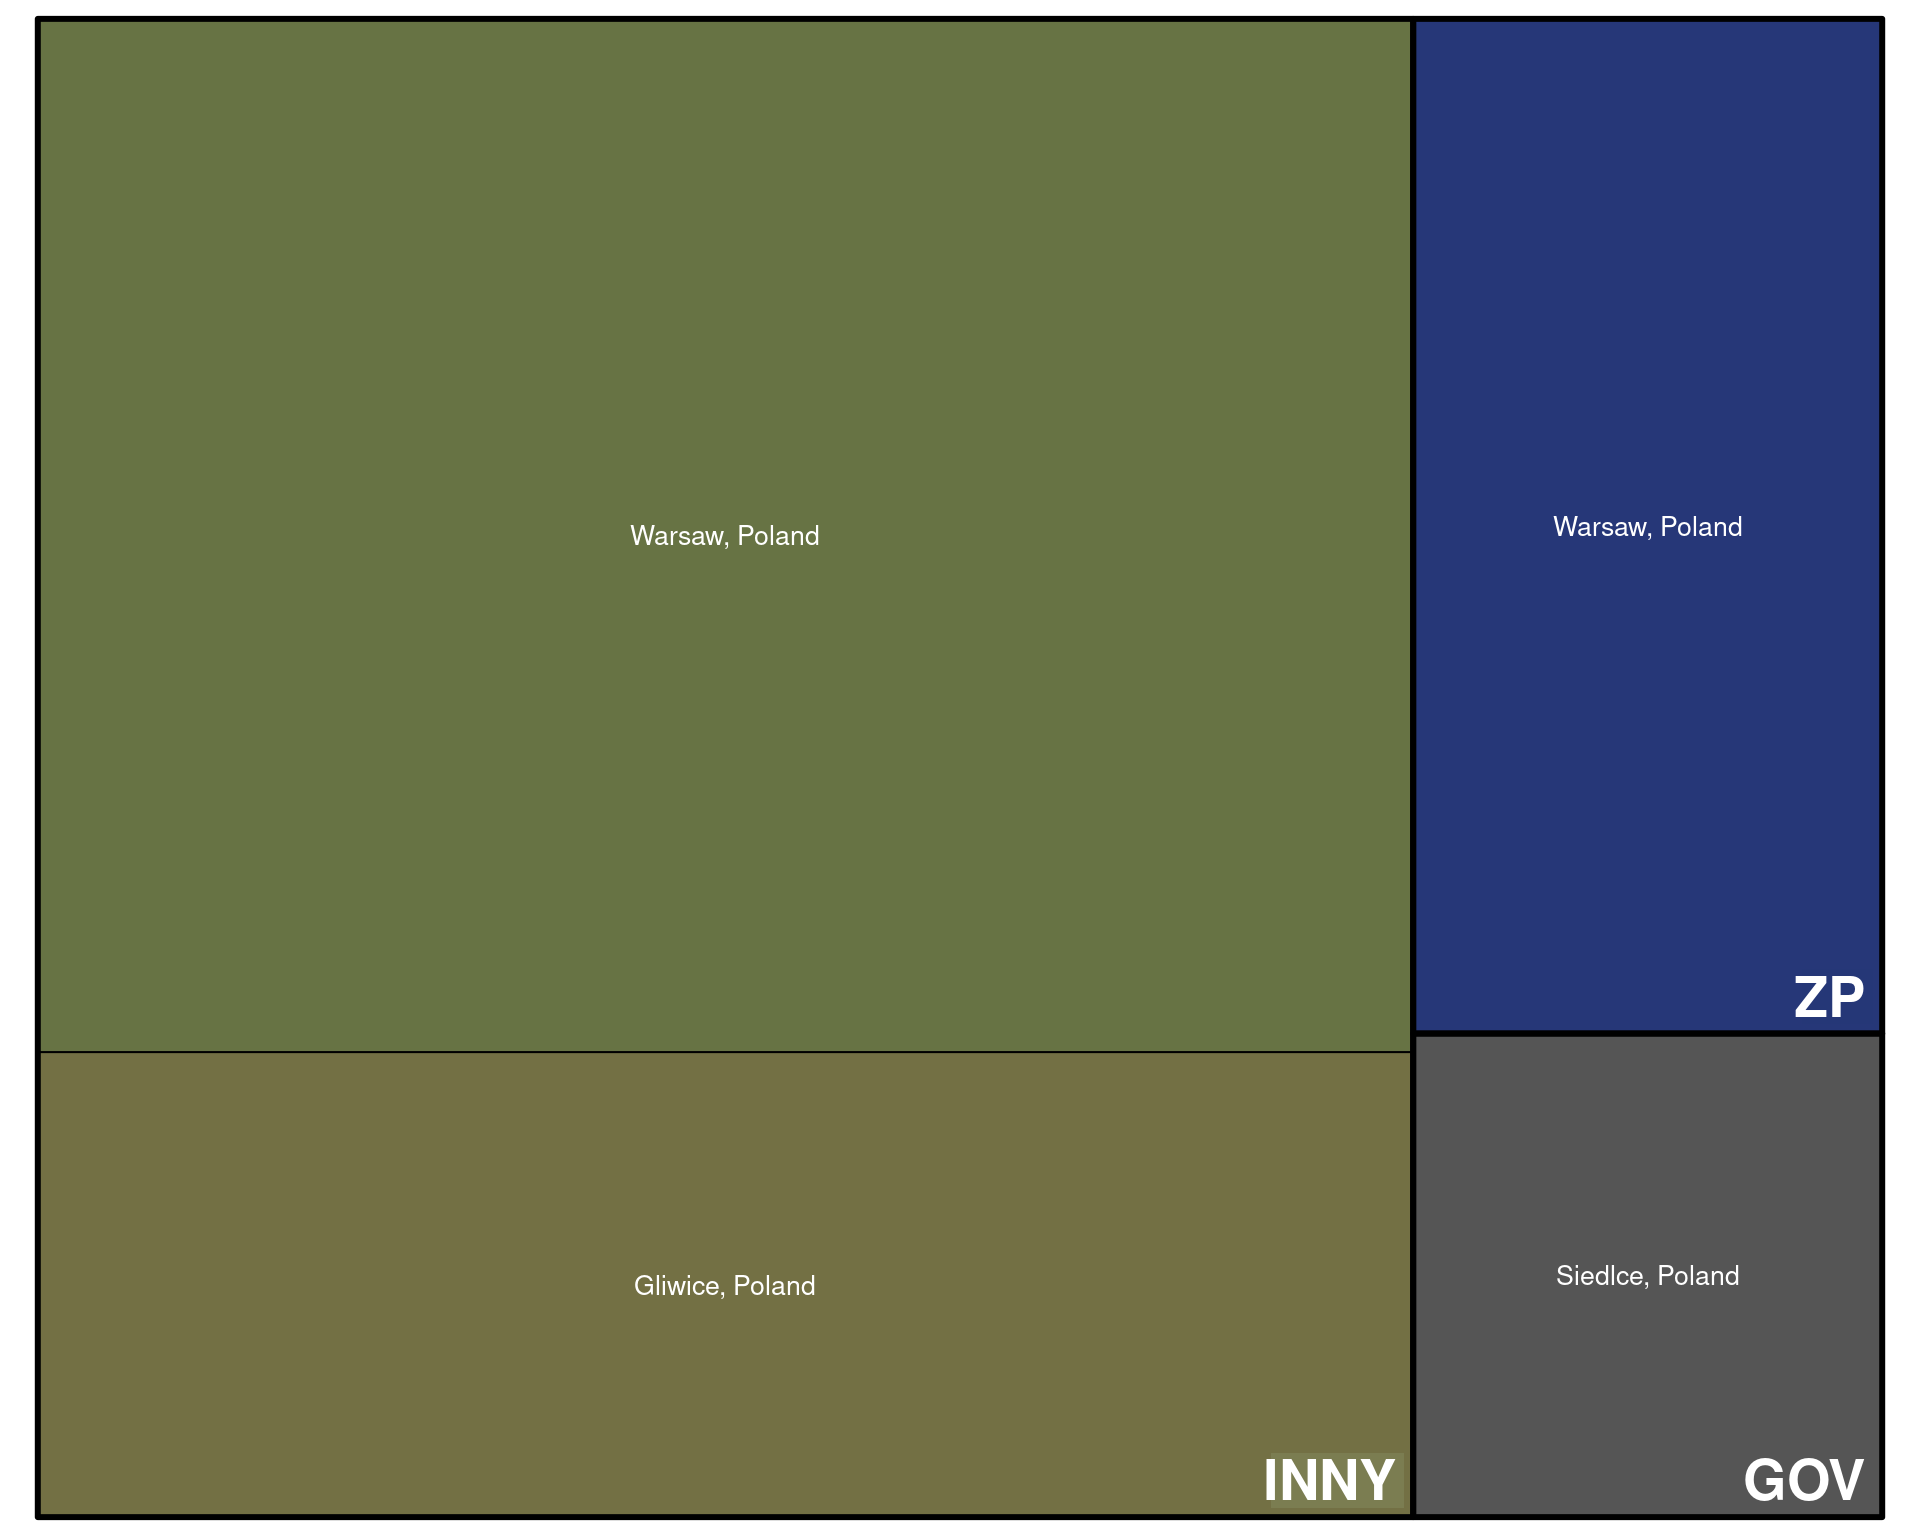 Warsaw, Poland
Gliwice, Poland
INNY
Warsaw, Poland
ZP
Siedlce, Poland
GOV